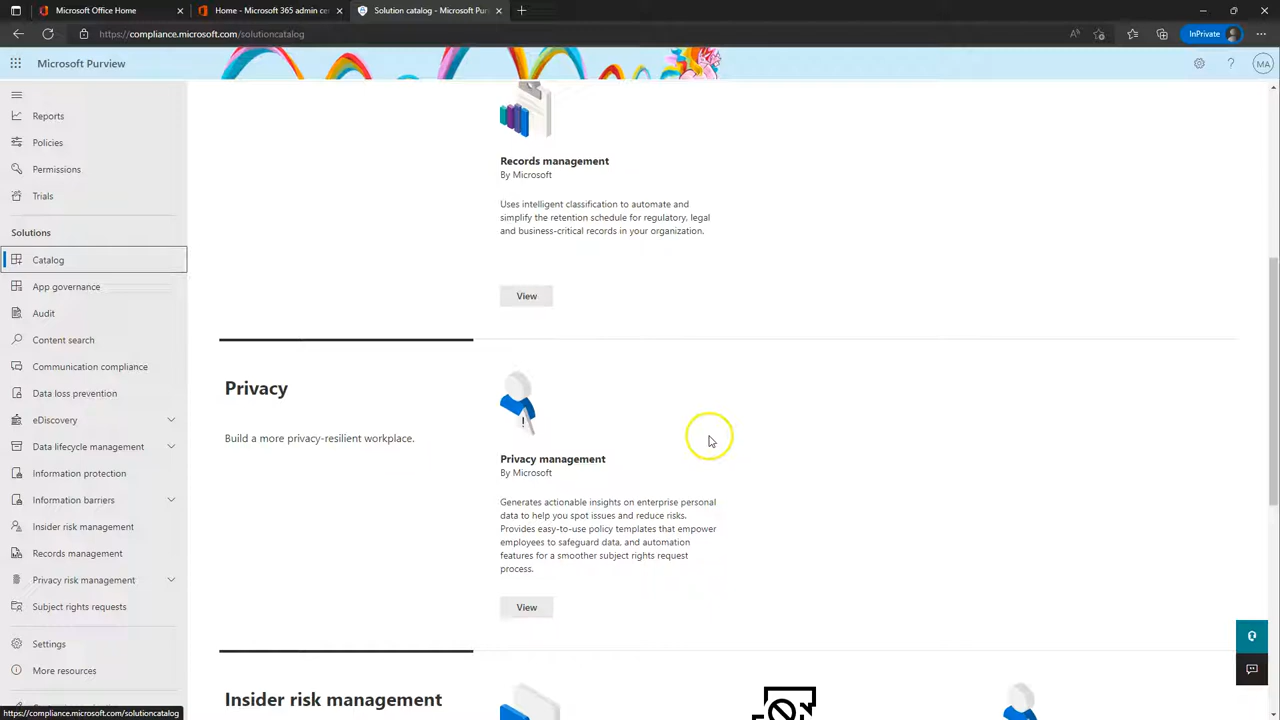 Microsoft Office Home
Home - Microsoft 365 admin cen
Solution catalog - Microsoft Pur
https://compliance.microsoft.com/solutioncatalog
InPrivate
Microsoft Purview
MA
Reports
Policies
Permissions
Trials
Solutions
Catalog
App governance
Audit
Content search
Communication compliance
Data loss prevention
eDiscovery
Data lifecycle management
Information protection
Information barriers
Insider risk management
Records management
Privacy risk management
Subject rights requests
Settings
More resources
https://compliance.microsoft.com/solutioncatalog
Records management
By Microsoft
Uses intelligent classification to automate and
simplify the retention schedule for regulatory, legal
and business-critical records in your organization.
View
Privacy
Build a more privacy-resilient workplace.
Privacy management
By Microsoft
Generates actionable insights on enterprise personal
data to help you spot issues and reduce risks.
Provides easy-to-use policy templates that empower
employees to safeguard data, and automation
features for a smoother subject rights request
process.
View
Insider risk management